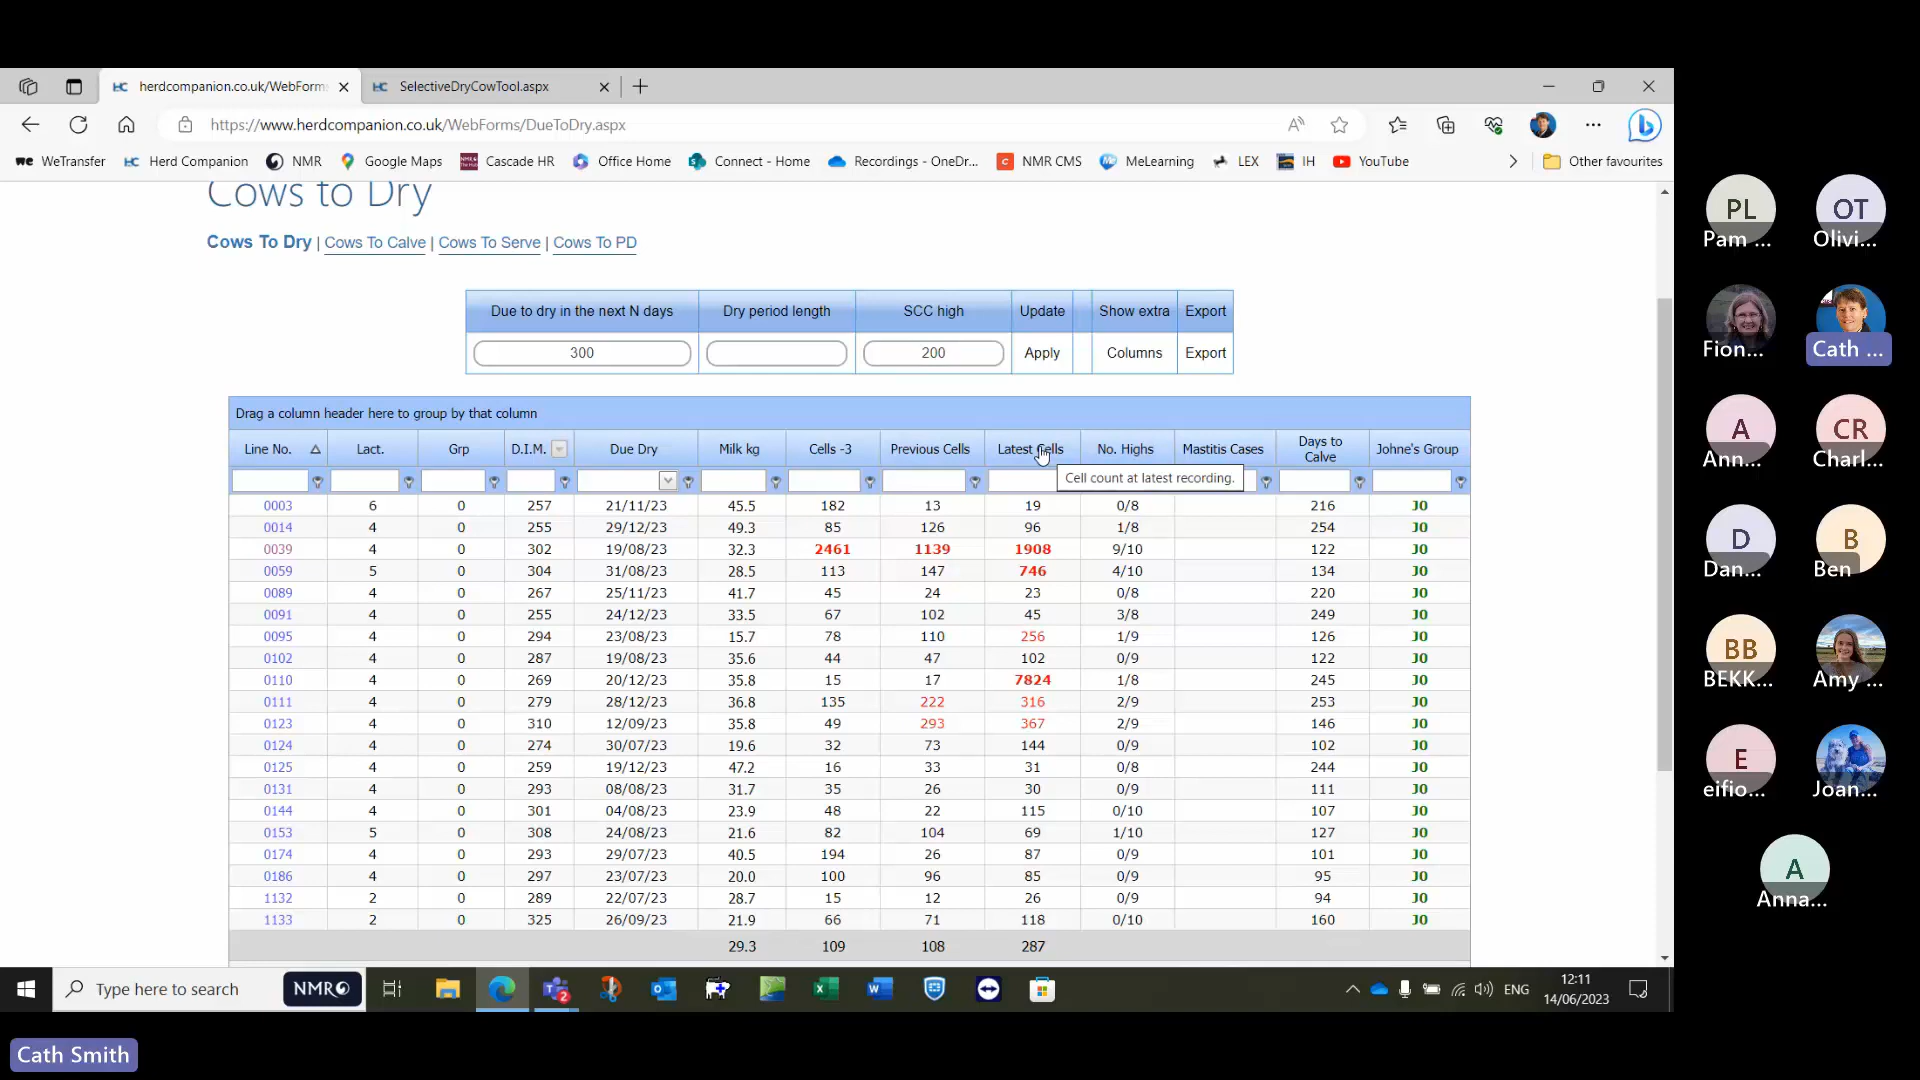 herdcompanion.co.uk/WebForm
SelectiveDryCowTool.aspx
https://www.herdcompanion.co.uk/WebForms/DueToDry.aspx
WeTransfer HC Herd Companion NMR Google Maps Cascade HR Office Home Connect - Home Recordings - OneDr... NMR CMS MeLearning LEX IH YouTube Other favourites
Cows to Dry
Cows To Dry | Cows To Calve | Cows To Serve | Cows To PD
Due to dry in the next N days Dry period length SCC high Update Show extra Export
300 200 Apply Columns Export
Drag a column header here to group by that column
Line No. Lact. Grp D.I.M. Due Dry Milk kg Cells -3 Previous Cells Latest Cells No. Highs Mastitis Cases Days to Calve Johne's Group
Cell count at latest recording.
0003 6 0 257 21/11/23 45.5 182 13 19 0/8 216 J0
0014 4 0 255 29/12/23 49.3 85 126 96 1/8 254 J0
0039 4 0 302 19/08/23 32.3 2461 1139 1908 9/10 122 J0
0059 5 0 304 31/08/23 28.5 113 147 746 4/10 134 J0
0089 4 0 267 25/11/23 41.7 45 24 23 0/8 220 J0
0091 4 0 255 24/12/23 33.5 67 102 45 3/8 249 J0
0095 4 0 294 23/08/23 15.7 78 110 256 1/9 126 J0
0102 4 0 287 19/08/23 35.6 44 47 102 0/9 122 J0
0110 4 0 269 20/12/23 35.8 15 17 7824 1/8 245 J0
0111 4 0 279 28/12/23 36.8 135 222 316 2/9 253 J0
0123 4 0 310 12/09/23 35.8 49 293 367 2/9 146 J0
0124 4 0 274 30/07/23 19.6 32 73 144 0/9 102 J0
0125 4 0 259 19/12/23 47.2 16 33 31 0/8 244 J0
0131 4 0 293 08/08/23 31.7 35 26 30 0/9 111 J0
0144 4 0 301 04/08/23 23.9 48 22 115 0/10 107 J0
0153 5 0 308 24/08/23 21.6 82 104 69 1/10 127 J0
0174 4 0 293 29/07/23 40.5 194 26 87 0/9 101 J0
0186 4 0 297 23/07/23 20.0 100 96 85 0/9 95 J0
1132 2 0 289 22/07/23 28.7 15 12 26 0/9 94 J0
1133 2 0 325 26/09/23 21.9 66 71 118 0/10 160 J0
29.3 109 108 287
Type here to search NMR
ENG
12:11
14/06/2023
PL OT
Pam ... Olivi...
Fion... Cath ...
A CR
Ann... Charl...
D B
Dan... Ben
BB
BEKK... Amy ...
E
eifio... Joan...
A
Anna...
Cath Smith